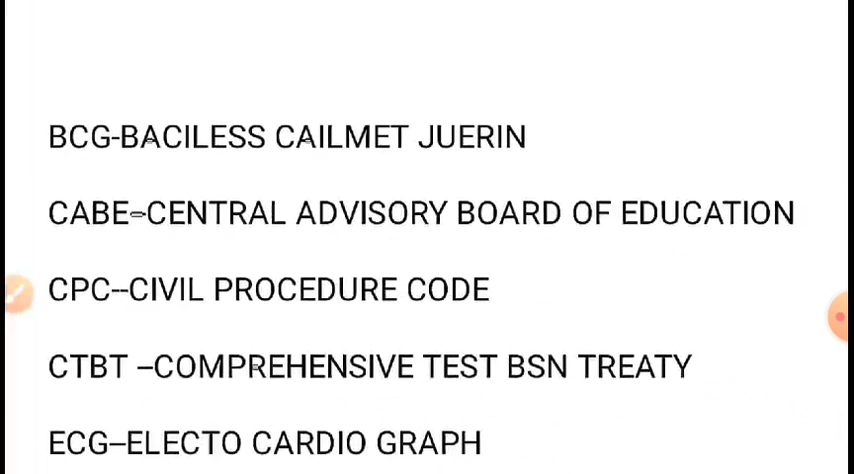 BCG-BACILESS CAILMET JUERIN
CABE-CENTRAL ADVISORY BOARD OF EDUCATION
CPC--CIVIL PROCEDURE CODE
CTBT –COMPREHENSIVE TEST BSN TREATY
ECG–ELECTO CARDIO GRAPH